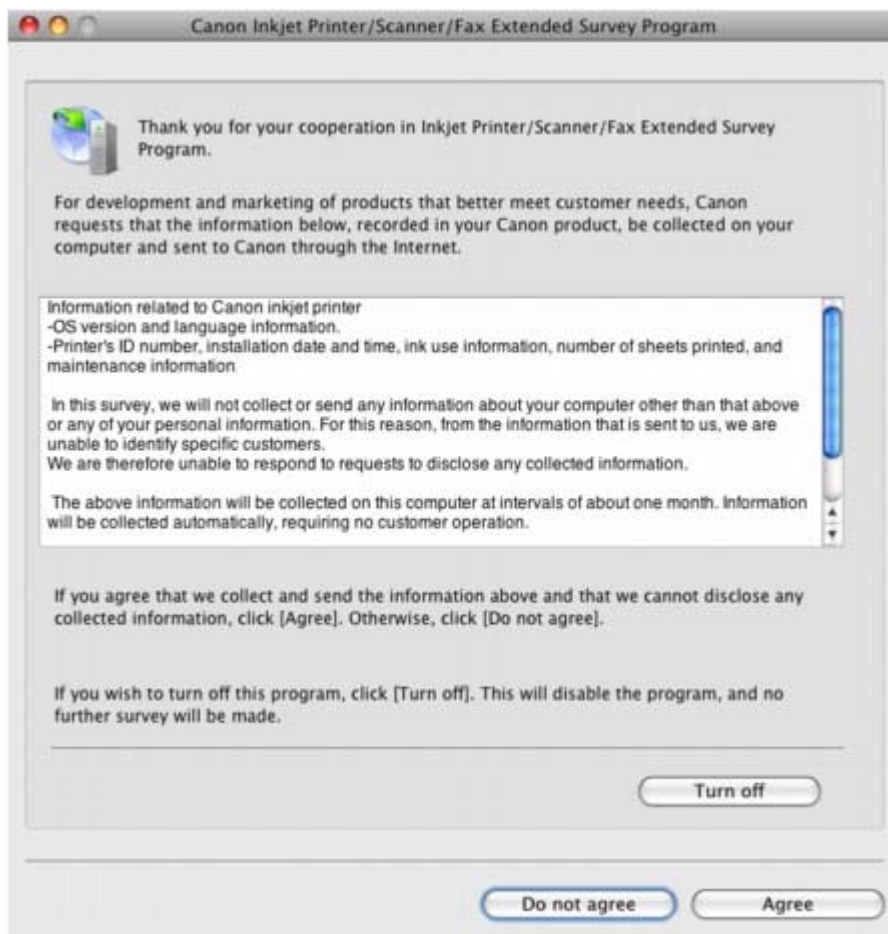 Canon Inkjet Printer/Scanner/Fax Extended Survey Program
Thank you for your cooperation in Inkjet Printer/Scanner/Fax Extended Survey
Program.
For development and marketing of products that better meet customer needs, Canon
requests that the information below, recorded in your Canon product, be collected on your
computer and sent to Canon through the Internet.
Information related to Canon inkjet printer
-OS version and language information.
-Printer's ID number, installation date and time, ink use information, number of sheets printed, and
maintenance information
In this survey, we will not collect or send any information about your computer other than that above
or any of your personal information. For this reason, from the information that is sent to us, we are
unable to identify specific customers.
We are therefore unable to respond to requests to disclose any collected information.
The above information will be collected on this computer at intervals of about one month. Information
will be collected automatically, requiring no customer operation.
If you agree that we collect and send the information above and that we cannot disclose any
collected information, click [Agree]. Otherwise, click [Do not agree].
If you wish to turn off this program, click [Turn off]. This will disable the program, and no
further survey will be made.
Turn off
Do not agree
Agree